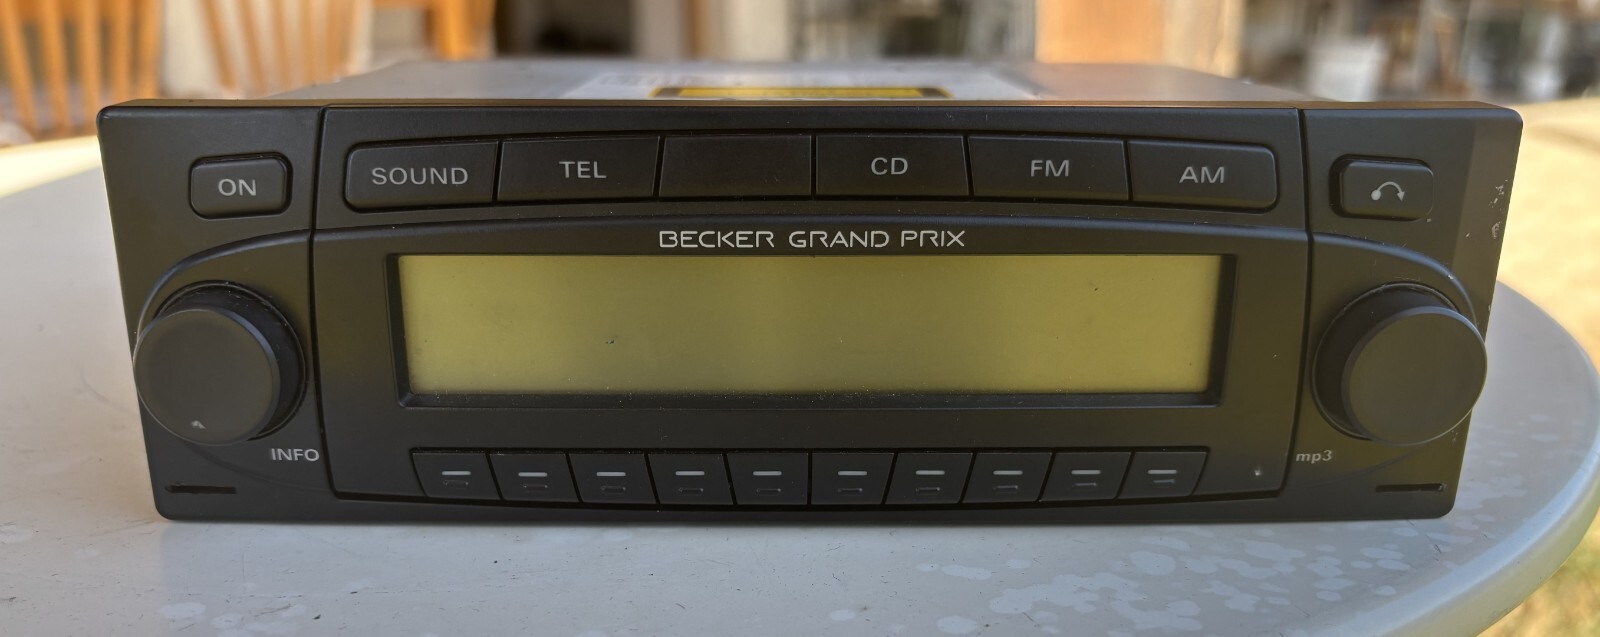 ON
SOUND
TEL
CD
FM
AM
BECKER GRAND PRIX
INFO
mp3